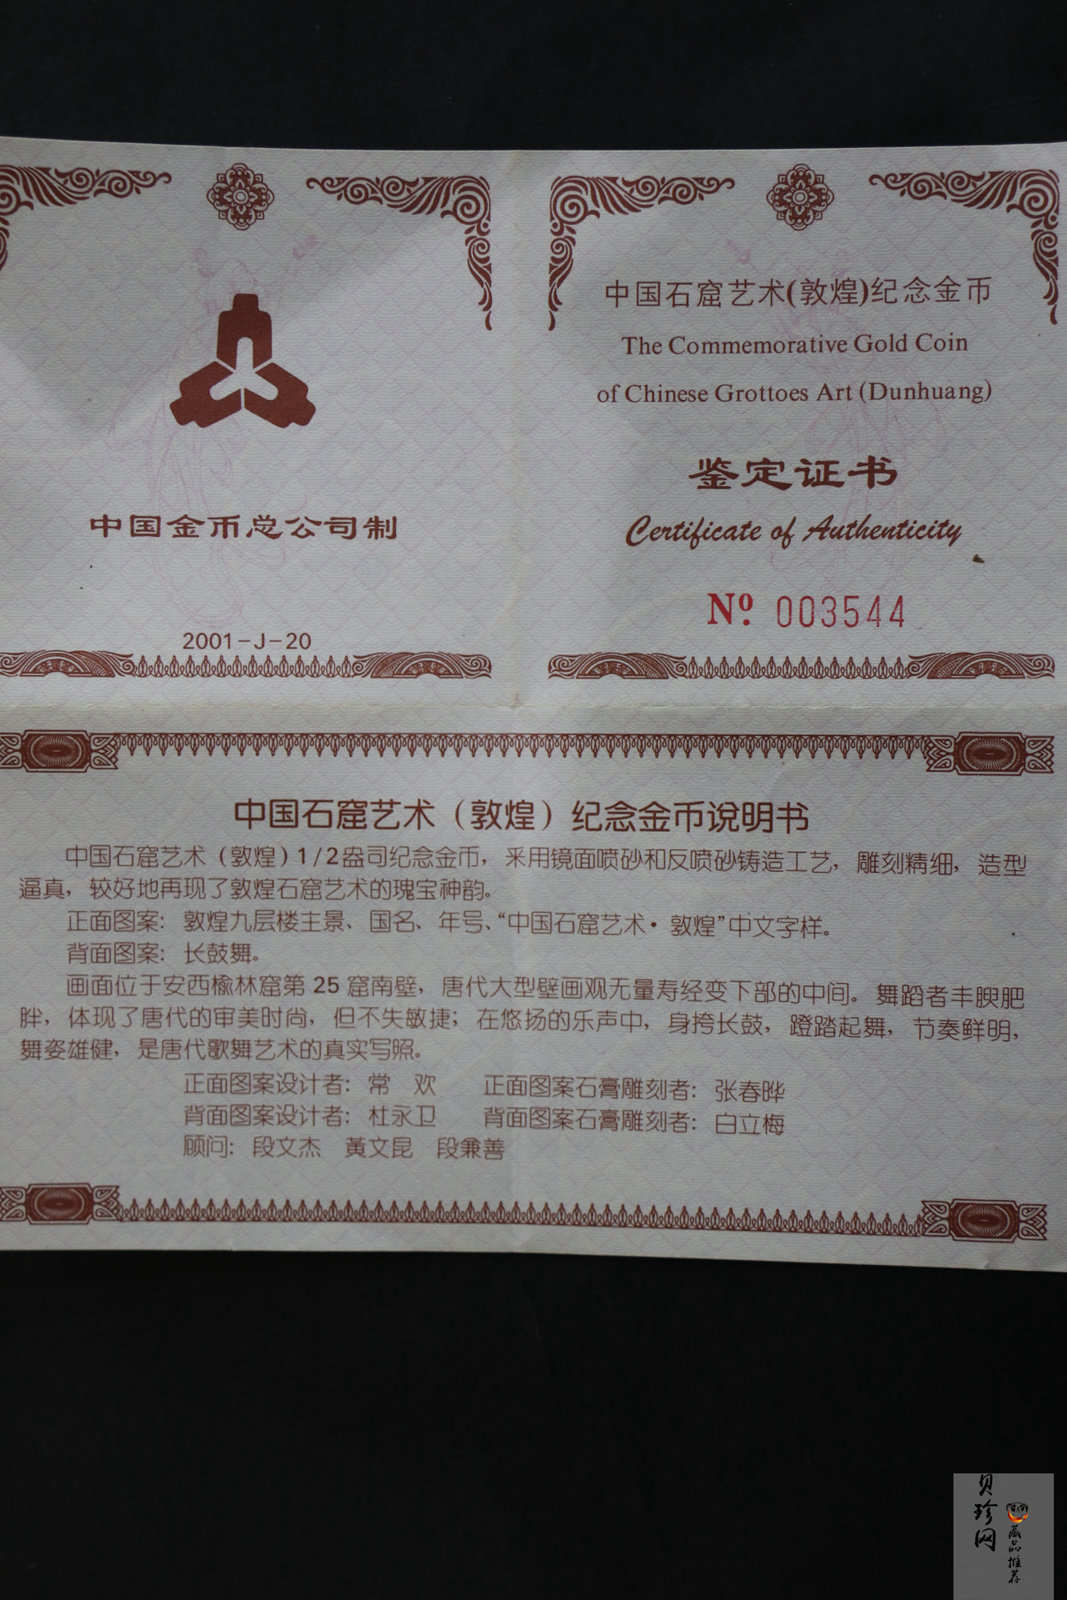 中国金币总公司制
2001-J-20
中国石窟艺术(敦煌)纪念金币
The Commemorative Gold Coin
of Chinese Grottoes Art (Dunhuang)
鉴定证书
Certificate of Authenticity
Nº 003544
中国石窟艺术（敦煌）纪念金币说明书
中国石窟艺术（敦煌）1/2盎司纪念金币，采用镜面喷砂和反喷砂铸造工艺，雕刻精细，造型
逼真，较好地再现了敦煌石窟艺术的瑰宝神韵。
正面图案：敦煌九层楼主景、国名、年号、“中国石窟艺术·敦煌”中文字样。
背面图案：长鼓舞。
画面位于安西榆林窟第25窟南壁，唐代大型壁画观无量寿经变下部的中间。舞蹈者丰腴肥
胖，体现了唐代的审美时尚，但不失敏捷；在悠扬的乐声中，身挎长鼓，蹬踏起舞，节奏鲜明，
舞姿雄健，是唐代歌舞艺术的真实写照。
正面图案设计者：常　欢　　正面图案石膏雕刻者：张春晔
背面图案设计者：杜永卫　　背面图案石膏雕刻者：白立梅
顾问：段文杰　黄文昆　段兼善
贝珍网
藏品推荐